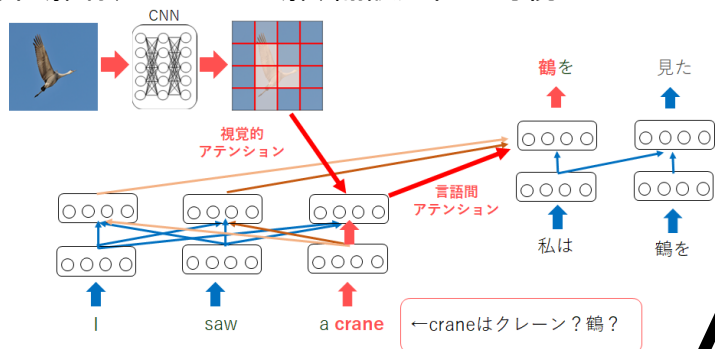 CNN
鶴を
見た
視覚的
アテンション
言語間
アテンション
私は
鶴を
I
saw
a crane
←craneはクレーン？鶴？